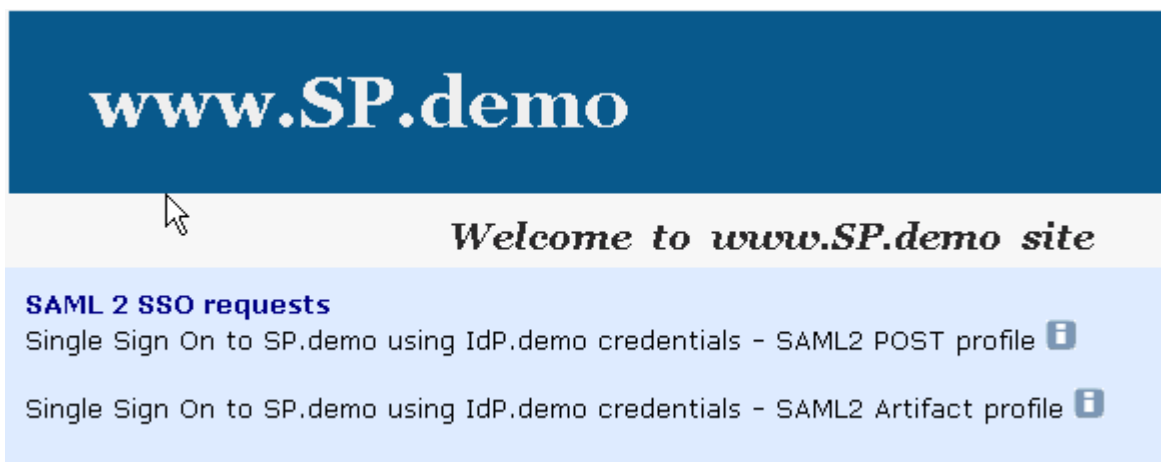 www.SP.demo
Welcome to www.SP.demo site
SAML 2 SSO requests
Single Sign On to SP.demo using IdP.demo credentials - SAML2 POST profile
Single Sign On to SP.demo using IdP.demo credentials - SAML2 Artifact profile